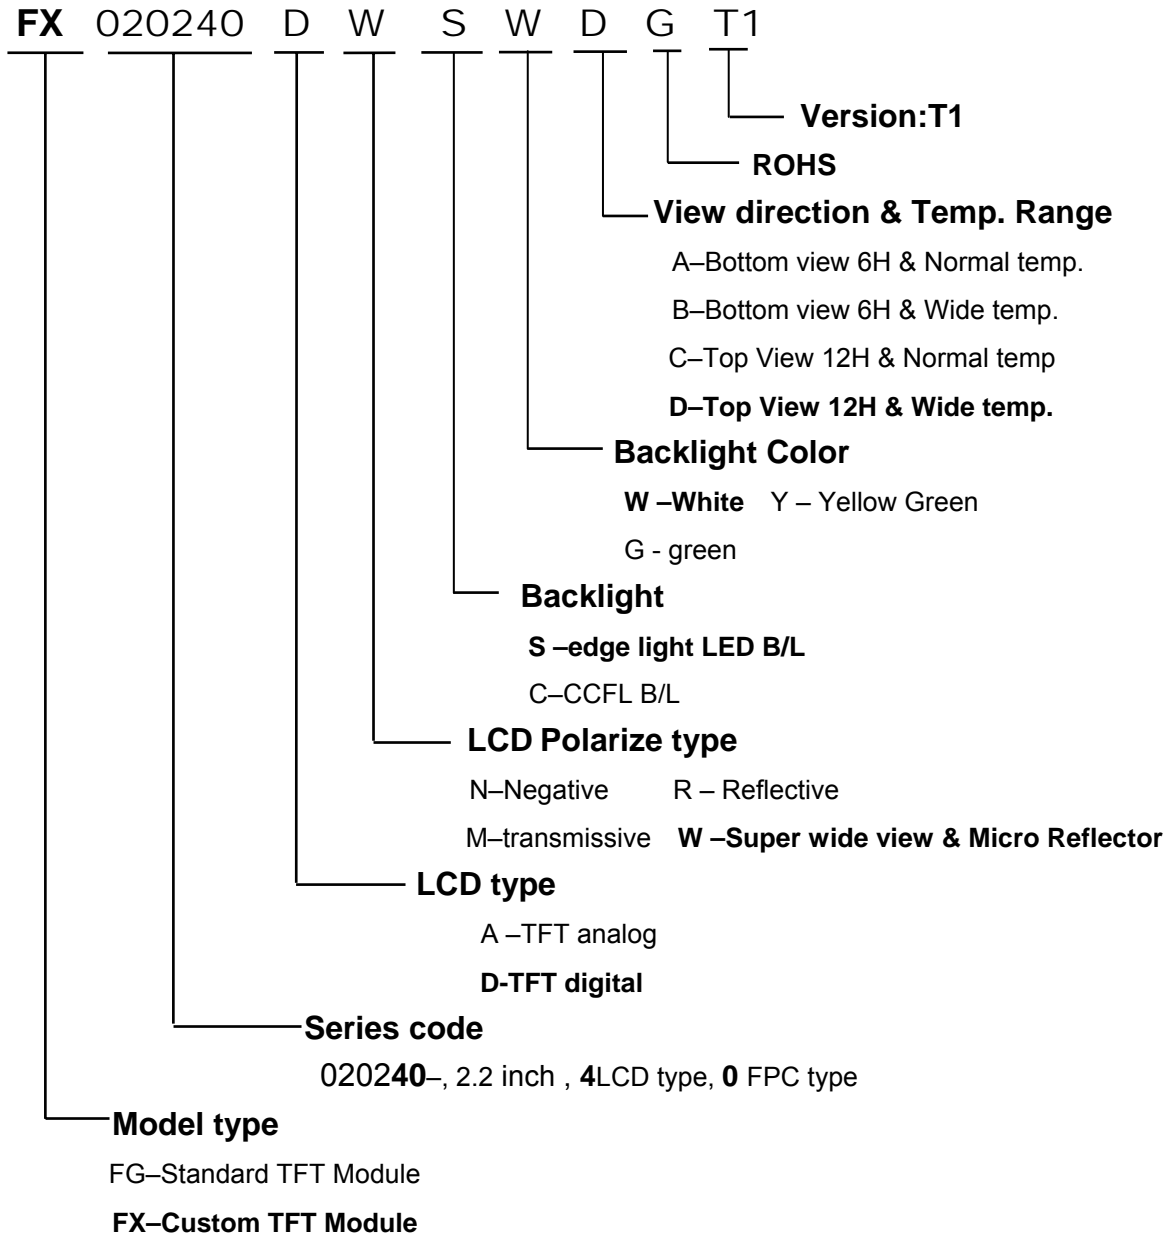 FX 020240 D W S W D G T1
Version:T1
ROHS
View direction & Temp. Range
A–Bottom view 6H & Normal temp.
B–Bottom view 6H & Wide temp.
C–Top View 12H & Normal temp
D–Top View 12H & Wide temp.
Backlight Color
W –White Y – Yellow Green
G - green
Backlight
S –edge light LED B/L
C–CCFL B/L
LCD Polarize type
N–Negative R – Reflective
M–transmissive W –Super wide view & Micro Reflector
LCD type
A –TFT analog
D-TFT digital
Series code
020240–, 2.2 inch , 4LCD type, 0 FPC type
Model type
FG–Standard TFT Module
FX–Custom TFT Module